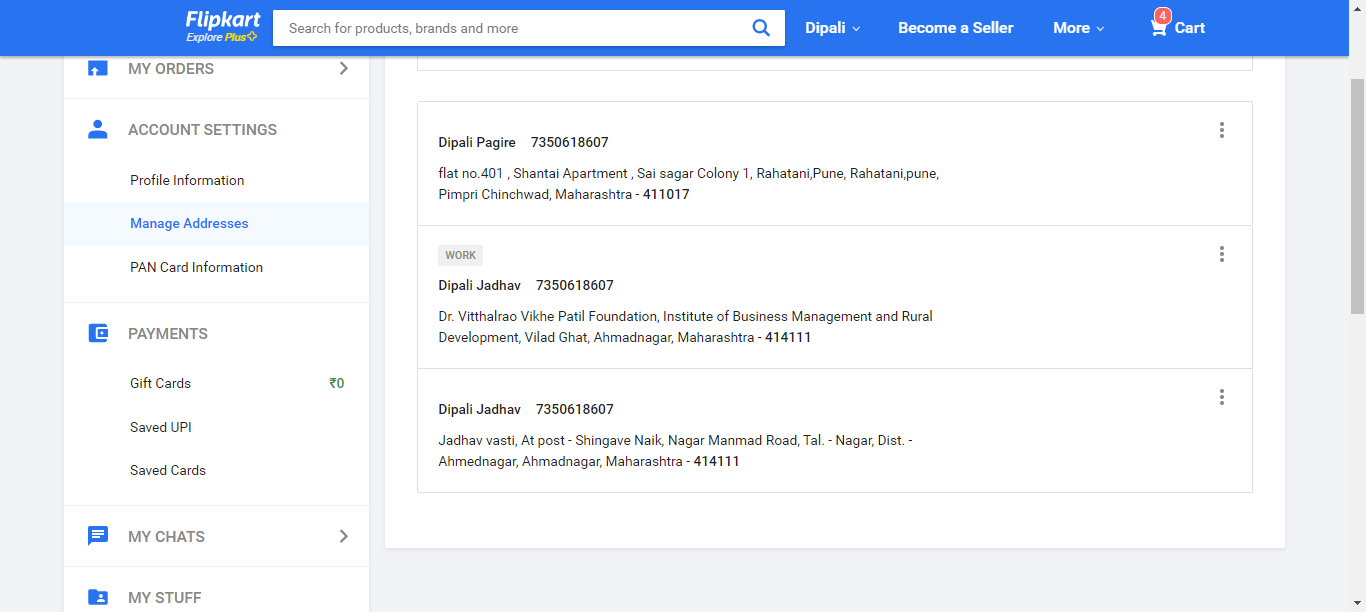 Flipkart
Explore Plus
Search for products, brands and more
Dipali
Become a Seller
More
4
Cart
MY ORDERS
ACCOUNT SETTINGS
Profile Information
Manage Addresses
PAN Card Information
PAYMENTS
Gift Cards ₹0
Saved UPI
Saved Cards
MY CHATS
MY STUFF
Dipali Pagire 7350618607
flat no.401 , Shantai Apartment , Sai sagar Colony 1, Rahatani,Pune, Rahatani,pune,
Pimpri Chinchwad, Maharashtra - 411017
WORK
Dipali Jadhav 7350618607
Dr. Vitthalrao Vikhe Patil Foundation, Institute of Business Management and Rural
Development, Vilad Ghat, Ahmadnagar, Maharashtra - 414111
Dipali Jadhav 7350618607
Jadhav vasti, At post - Shingave Naik, Nagar Manmad Road, Tal. - Nagar, Dist. -
Ahmednagar, Ahmadnagar, Maharashtra - 414111